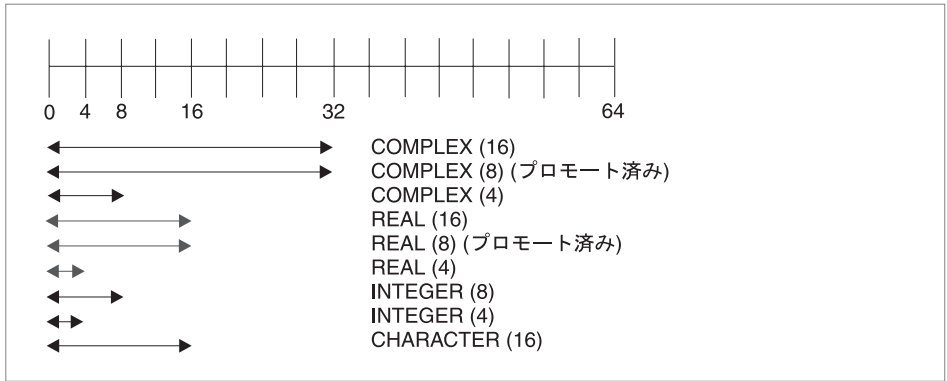 0 4 8 16 32 64
COMPLEX (16)
COMPLEX (8) (プロモート済み)
COMPLEX (4)
REAL (16)
REAL (8) (プロモート済み)
REAL (4)
INTEGER (8)
INTEGER (4)
CHARACTER (16)